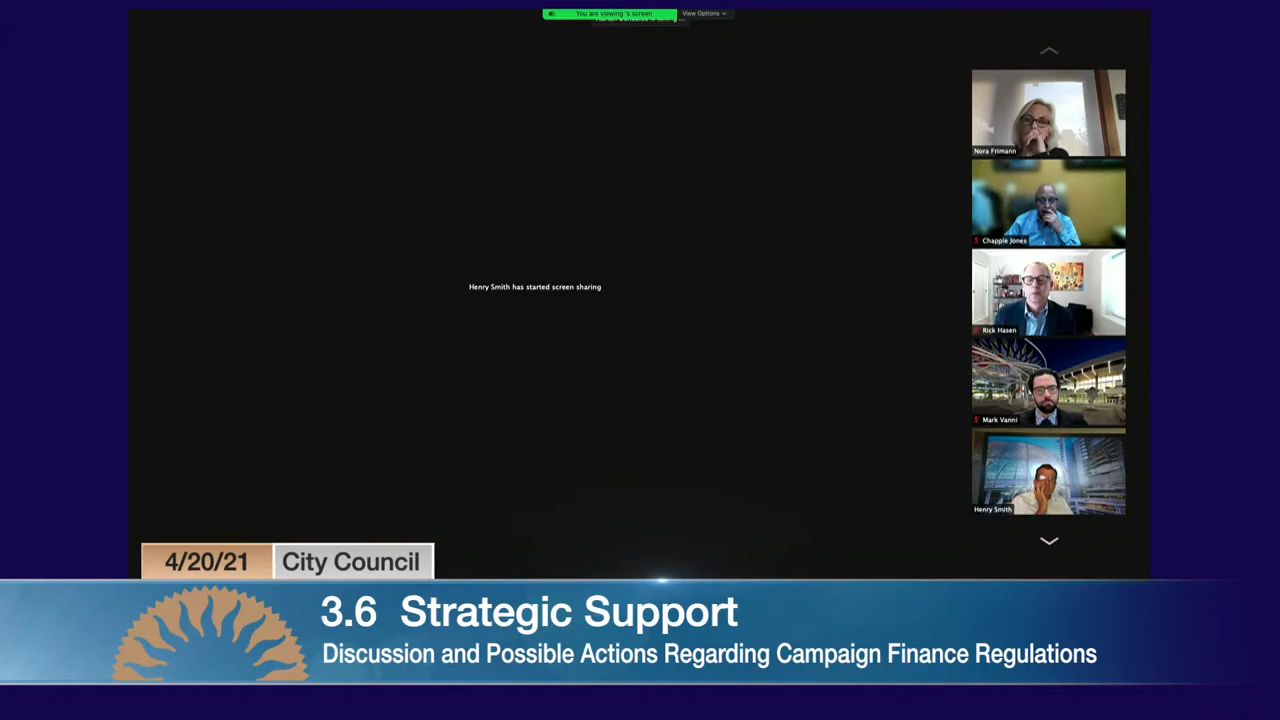 You are viewing 's screen
View Options
Henry Smith has started screen sharing
Nora Frimann
Chappie Jones
Rick Hasen
Mark Vanni
Henry Smith
4/20/21
City Council
3.6 Strategic Support
Discussion and Possible Actions Regarding Campaign Finance Regulations